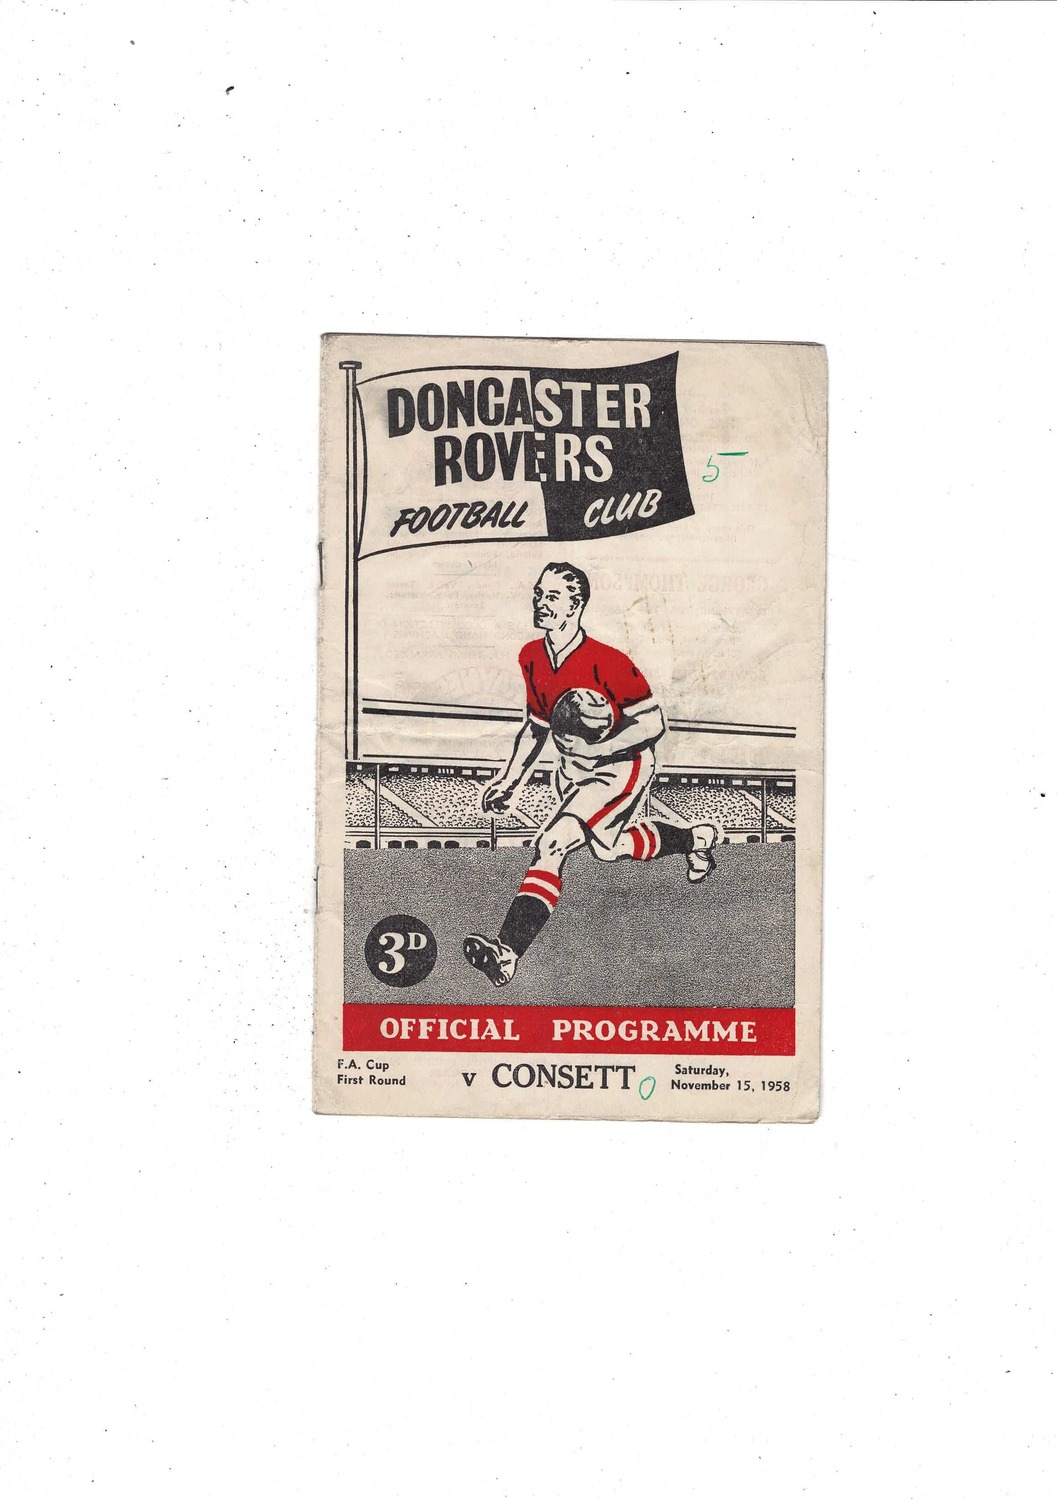 DONCASTER
ROVERS
FOOTBALL CLUB
5
3D
OFFICIAL PROGRAMME
F.A. Cup
First Round
v CONSETT 0
Saturday,
November 15, 1958